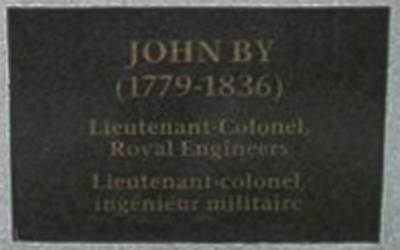 JOHN BY
(1779-1836)
Lieutenant-Colonel,
Royal Engineers
Lieutenant-colonel,
ingénieur militaire